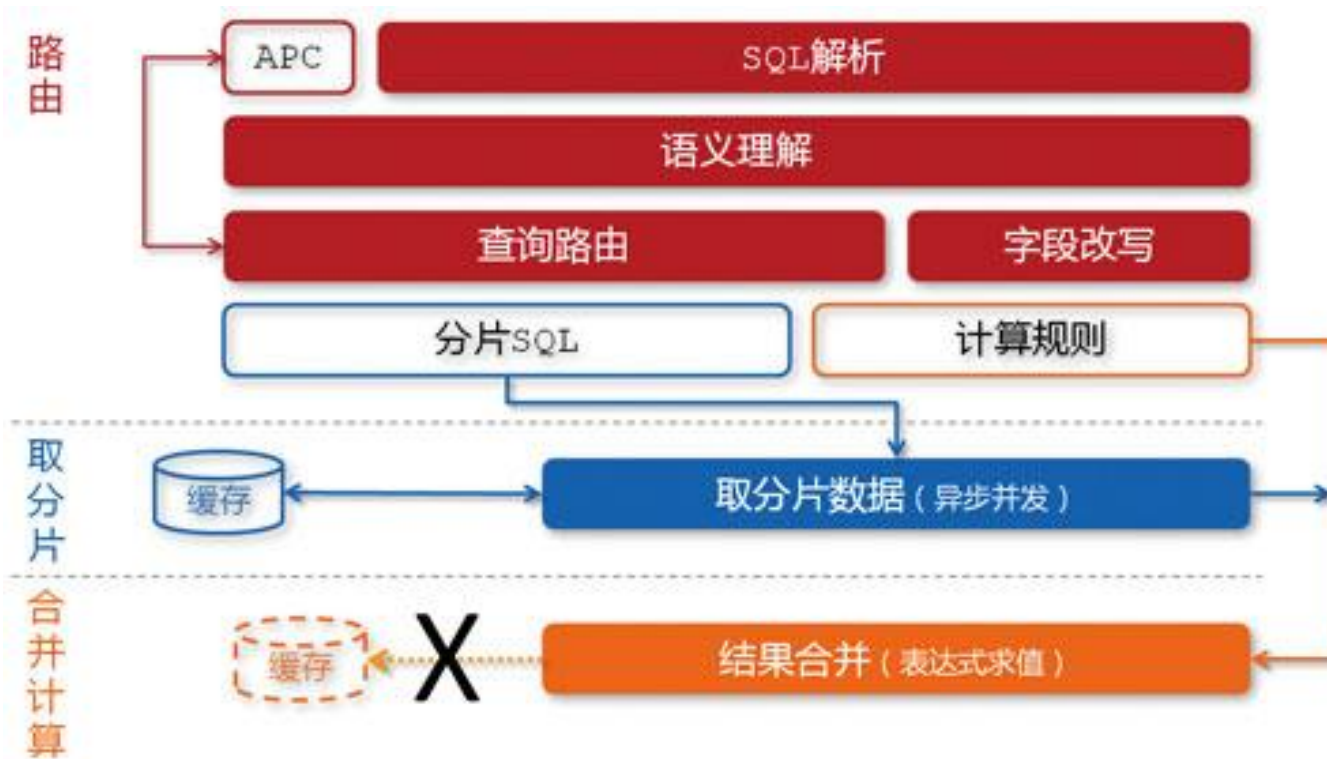 路由
APC
SQL解析
语义理解
查询路由
字段改写
分片SQL
计算规则
取分片
缓存
取分片数据(异步并发)
合并计算
缓存
X
结果合并(表达式求值)